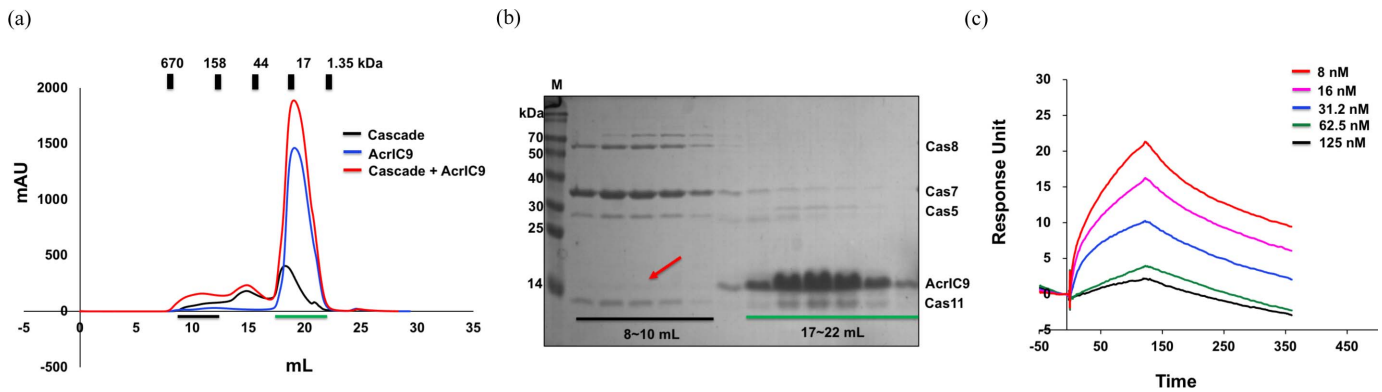 (a)
670 158 44 17 1.35 kDa
2000
1500
1000
500
0
-500
mAU
0 5 10 15 20 25 30 35
mL
Cascade
AcrIC9
Cascade + AcrIC9
(b)
M
kDa
70
50
40
30
25
14
Cas8
Cas7
Cas5
AcrIC9
Cas11
8~10 mL
17~22 mL
(c)
30
25
20
15
10
5
0
-5
Response Unit
-50 50 150 250 350 450
Time
8 nM
16 nM
31.2 nM
62.5 nM
125 nM